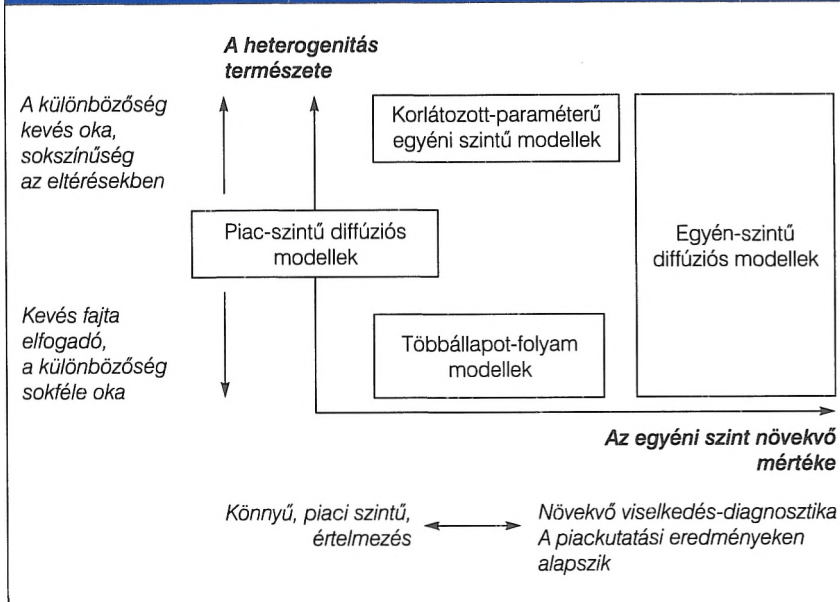 A heterogenitás
természete
A különbözőség
kevés oka,
sokszínűség
az eltérésekben
Korlátozott-paraméterű
egyéni szintű modellek
Piac-szintű diffúziós
modellek
Egyén-szintű
diffúziós modellek
Kevés fajta
elfogadó,
a különbözőség
sokféle oka
Többállapot-folyam
modellek
Az egyéni szint növekvő
mértéke
Könnyű, piaci szintű,
értelmezés
Növekvő viselkedés-diagnosztika
A piackutatási eredményeken
alapszik